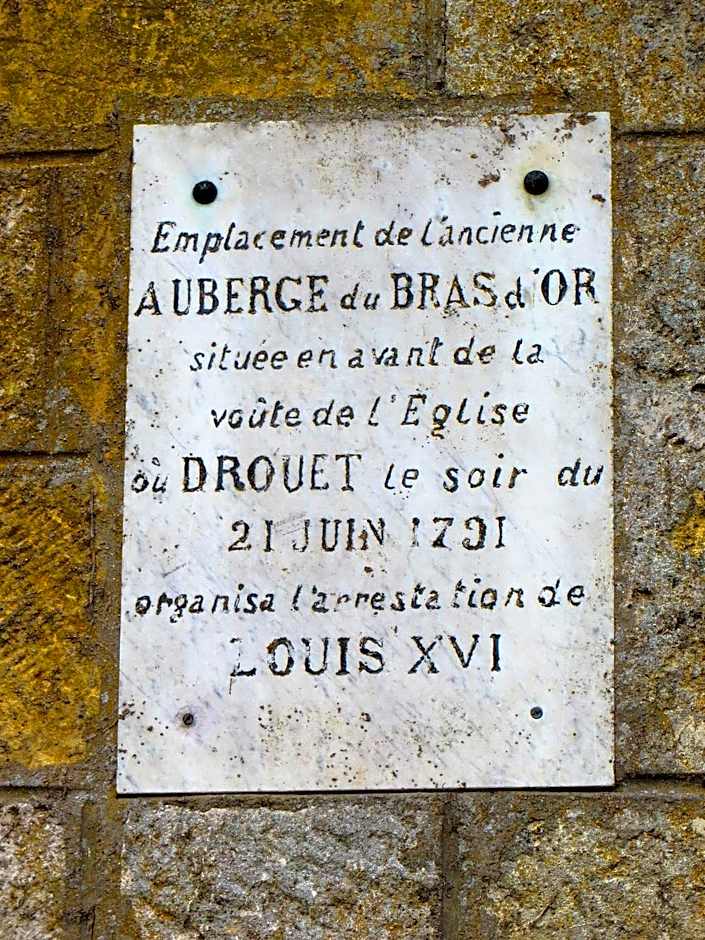 Emplacement de l'ancienne
AUBERGE du BRAS d'OR
située en avant de la
voûte de l'Eglise
où DROUET le soir du
21 JUIN 1791
organisa l'arrestation de
LOUIS XVI